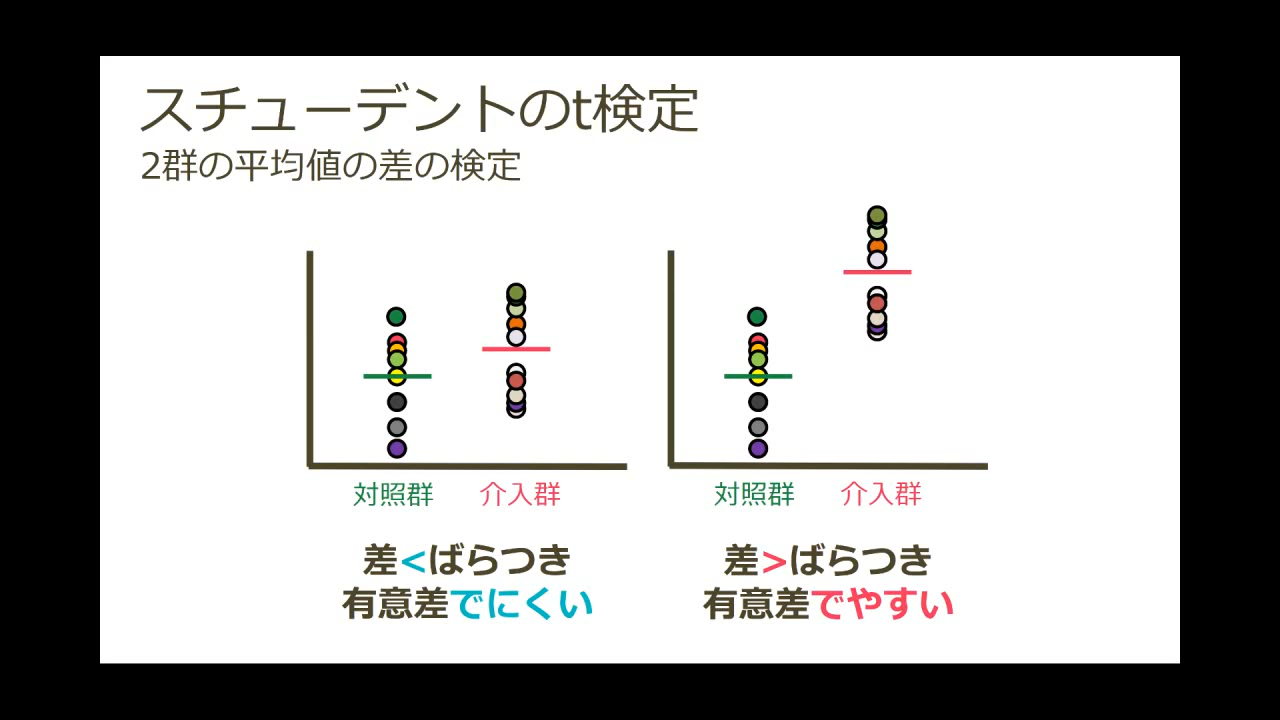 スチューデントのt検定
2群の平均値の差の検定
対照群 介入群
対照群 介入群
差<ばらつき
有意差でにくい
差>ばらつき
有意差でやすい